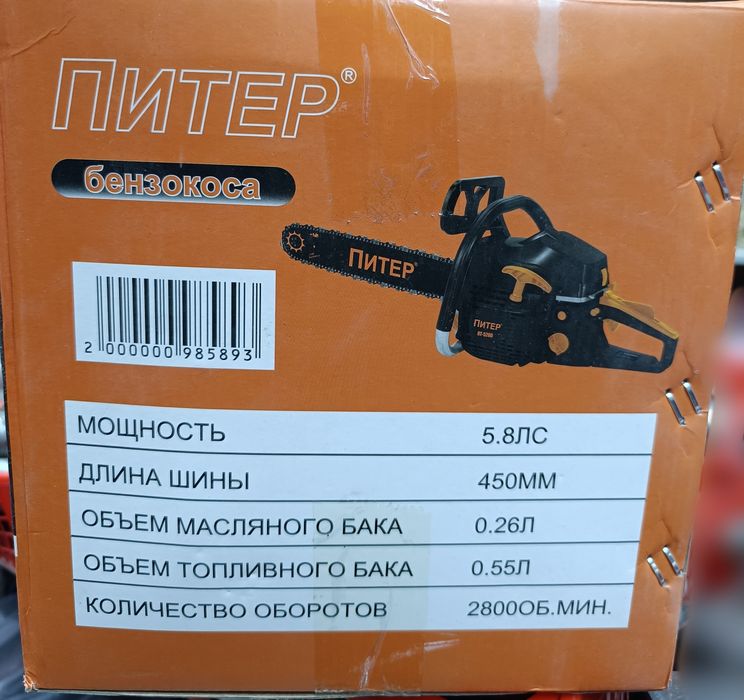 ПИТЕР®
бензокоса
ПИТЕР
ПИТЕР
2 000000 985893
МОЩНОСТЬ 5.8ЛС
ДЛИНА ШИНЫ 450ММ
ОБЪЕМ МАСЛЯНОГО БАКА 0.26Л
ОБЪЕМ ТОПЛИВНОГО БАКА 0.55Л
КОЛИЧЕСТВО ОБОРОТОВ 2800ОБ.МИН.